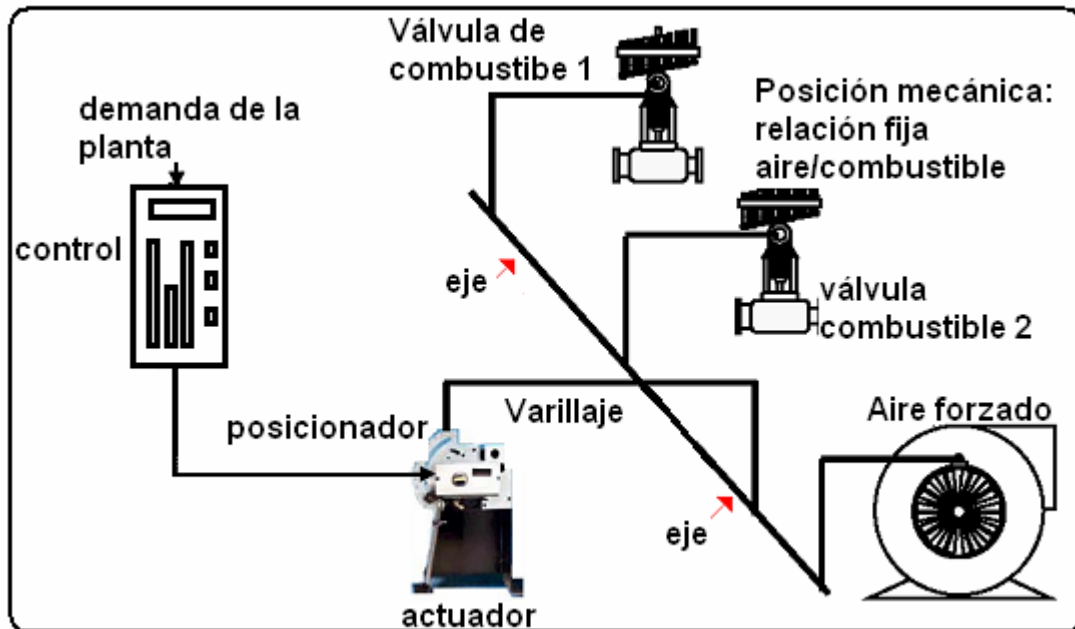 Válvula de
combustibe 1
demanda de la
planta
Posición mecánica:
relación fija
aire/combustible
control
eje
válvula
combustible 2
posicionador
Varillaje
Aire forzado
eje
actuador